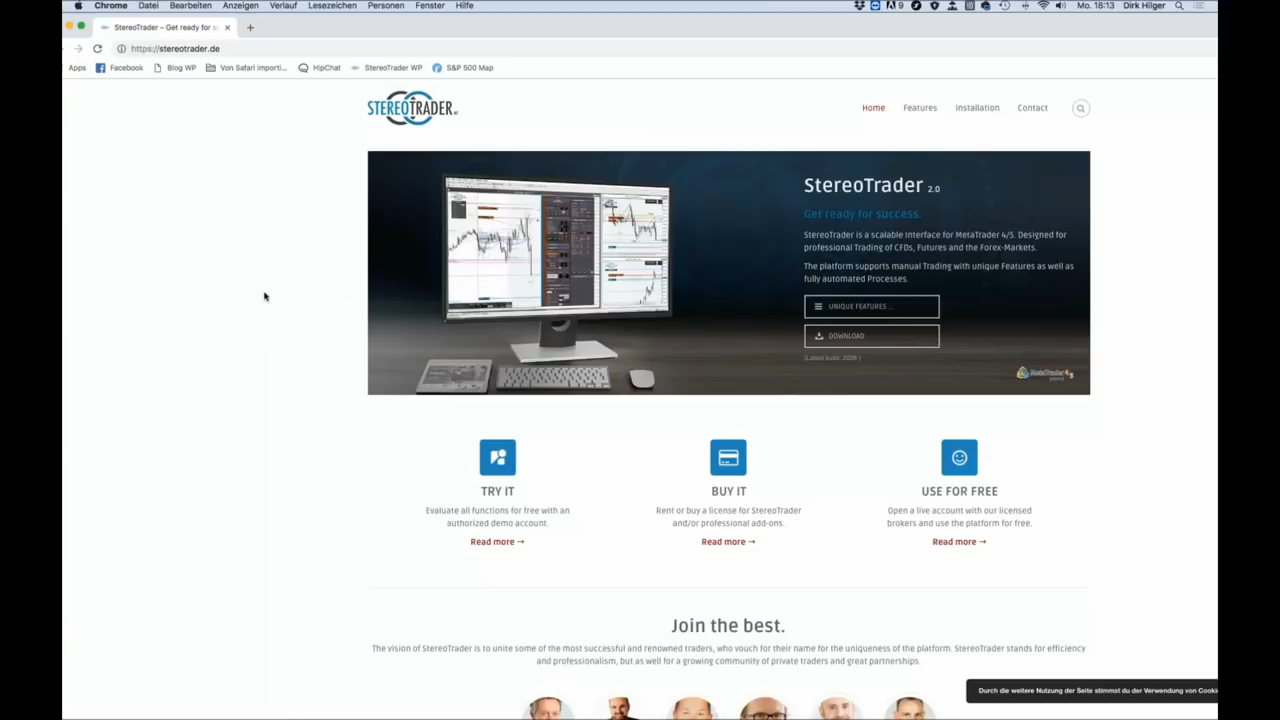 Chrome Datei Bearbeiten Anzeigen Verlauf Lesezeichen Personen Fenster Hilfe
9 Mo. 18:13 Dirk Hilger
StereoTrader – Get ready for s
https://stereotrader.de
Apps Facebook Blog WP Von Safari importi... HipChat StereoTrader WP S&P 500 Map
STEREOTRADER
Home Features Installation Contact
StereoTrader 2.0
Get ready for success.
StereoTrader is a scalable Interface for MetaTrader 4/5. Designed for
professional Trading of CFDs, Futures and the Forex-Markets.
The platform supports manual Trading with unique Features as well as
fully automated Processes.
UNIQUE FEATURES ...
DOWNLOAD
(Latest build:
MetaTrader
TRY IT
Evaluate all functions for free with an
authorized demo account.
Read more →
BUY IT
Rent or buy a license for StereoTrader
and/or professional add-ons.
Read more →
USE FOR FREE
Open a live account with our licensed
brokers and use the platform for free.
Read more →
Join the best.
The vision of StereoTrader is to unite some of the most successful and renowned traders, who vouch for their name for the uniqueness of the platform. StereoTrader stands for efficiency
and professionalism, but as well for a growing community of private traders and great partnerships.
Durch die weitere Nutzung der Seite stimmst du der Verwendung von Cooki